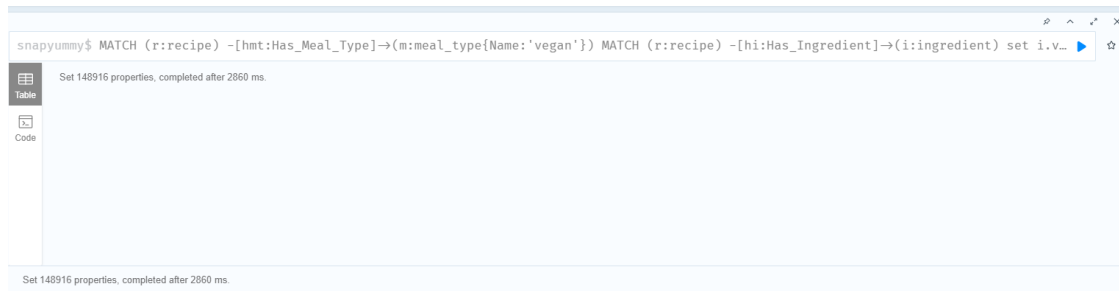 snapyummy$ MATCH (r:recipe) -[hmt:Has_Meal_Type]→(m:meal_type{Name:'vegan'}) MATCH (r:recipe) -[hi:Has_Ingredient]→(i:ingredient) set i.v…
Set 148916 properties, completed after 2860 ms.
Table
Code
Set 148916 properties, completed after 2860 ms.